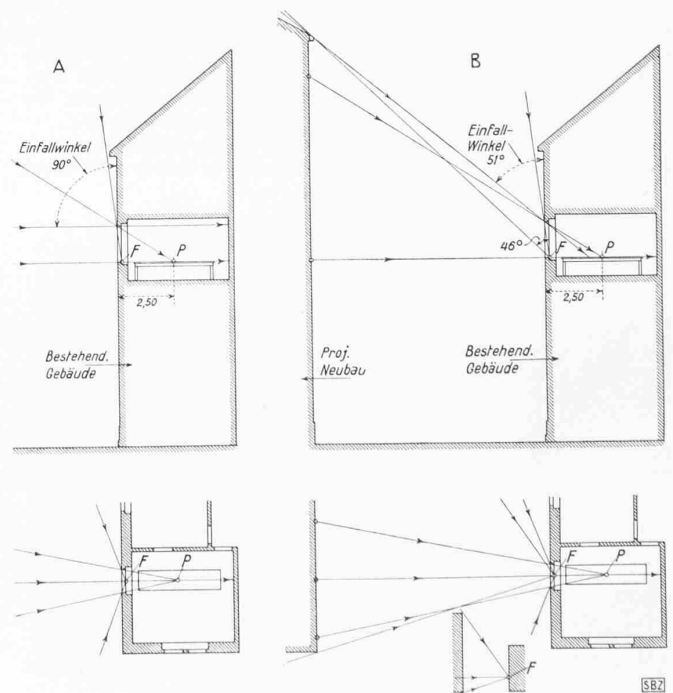 A
Einfallwinkel
90°
F
P
2,50
Bestehend.
Gebäude
B
Einfall-
Winkel
51°
46°
F
P
2,50
Proj.
Neubau
Bestehend.
Gebäude
F
P
F
P
F
SBZ